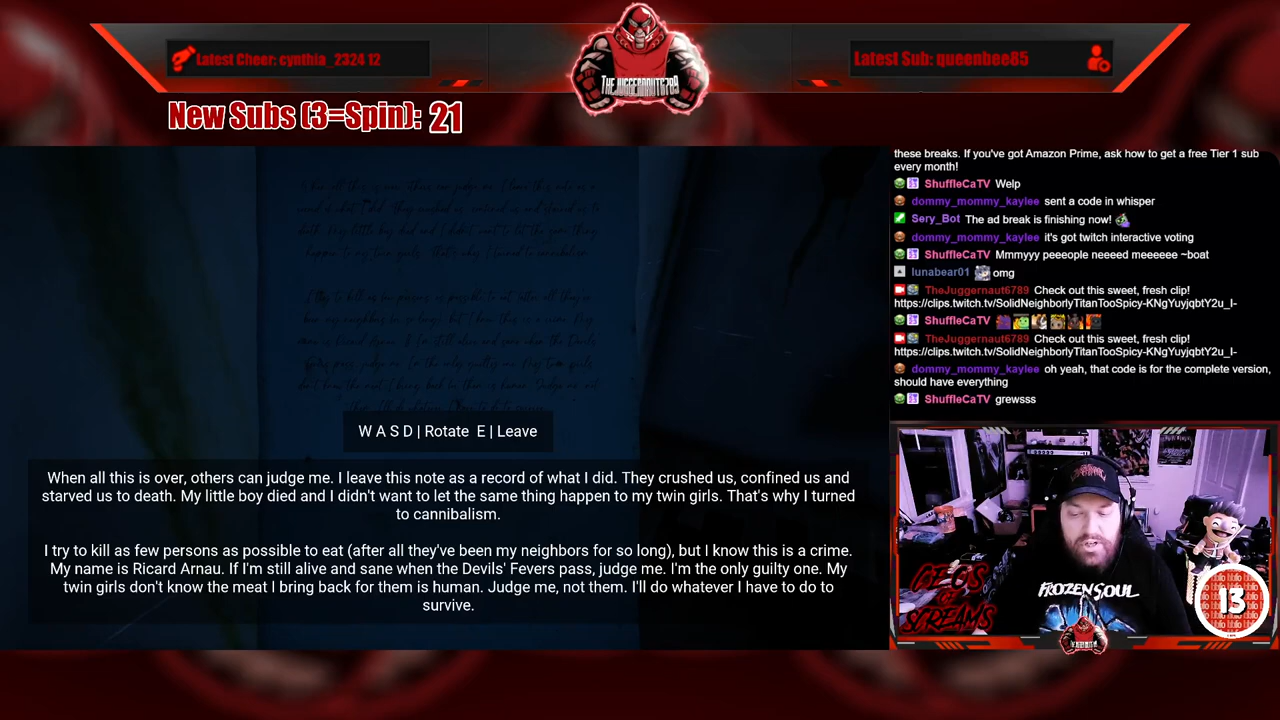 Latest Cheer: cynthia_2324 12
THEJUGGERNAUT6789
Latest Sub: queenbee85
New Subs (3=Spin): 21
these breaks. If you've got Amazon Prime, ask how to get a free Tier 1 sub
every month!
ShuffleCaTV Welp
dommy_mommy_kaylee sent a code in whisper
Sery_Bot The ad break is finishing now!
dommy_mommy_kaylee it's got twitch interactive voting
ShuffleCaTV Mmmyyy peeeople neeeed meeeeee ~boat
lunabear01 omg
TheJuggernaut6789 Check out this sweet, fresh clip!
https://clips.twitch.tv/SolidNeighborlyTitanTooSpicy-KNgYuyjqbtY2u_I-
ShuffleCaTV
TheJuggernaut6789 Check out this sweet, fresh clip!
https://clips.twitch.tv/SolidNeighborlyTitanTooSpicy-KNgYuyjqbtY2u_I-
dommy_mommy_kaylee oh yeah, that code is for the complete version,
should have everything
ShuffleCaTV grewsss
W A S D | Rotate E | Leave
When all this is over, others can judge me. I leave this note as a record of what I did. They crushed us, confined us and
starved us to death. My little boy died and I didn't want to let the same thing happen to my twin girls. That's why I turned
to cannibalism.
I try to kill as few persons as possible to eat (after all they've been my neighbors for so long), but I know this is a crime.
My name is Ricard Arnau. If I'm still alive and sane when the Devils' Fevers pass, judge me. I'm the only guilty one. My
twin girls don't know the meat I bring back for them is human. Judge me, not them. I'll do whatever I have to do to
survive.
FROZEN SOUL
SCREAMS
13